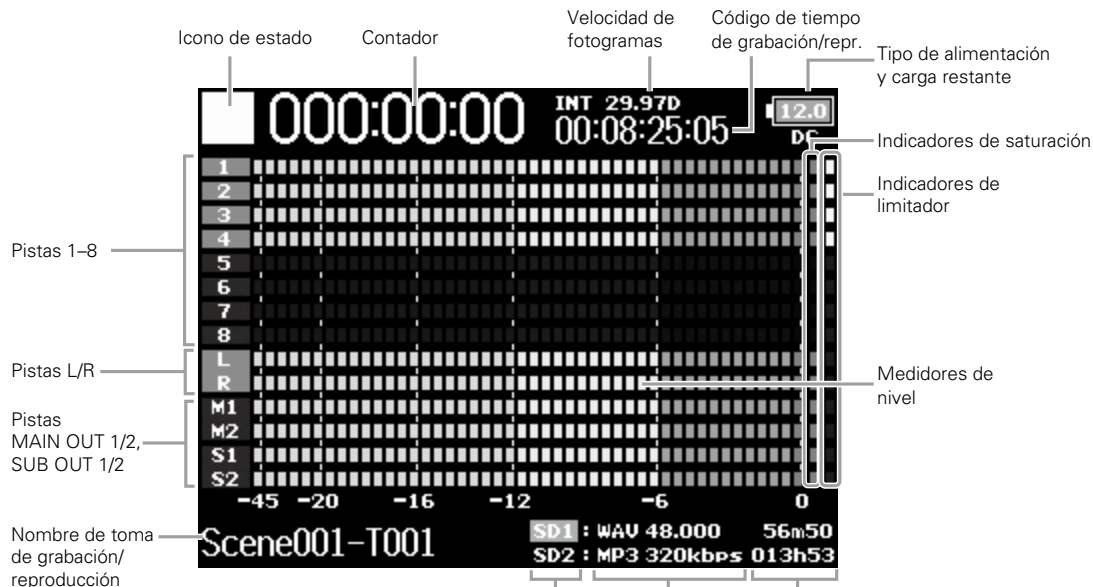 Icono de estado
Contador
Velocidad de
fotogramas
Código de tiempo
de grabación/repr.
Tipo de alimentación
y carga restante
000:00:00
INT 29.97D
00:08:25:05
12.0
DC
Indicadores de saturación
Indicadores de
limitador
Pistas 1–8
1
2
3
4
5
6
7
8
Pistas L/R
L
R
Medidores de
nivel
Pistas
MAIN OUT 1/2,
SUB OUT 1/2
M1
M2
S1
S2
-45 -20 -16 -12 -6 0
Nombre de toma
de grabación/
reproducción
Scene001-T001
SD1 : WAV 48.000 56m50
SD2 : MP3 320kbps 013h53